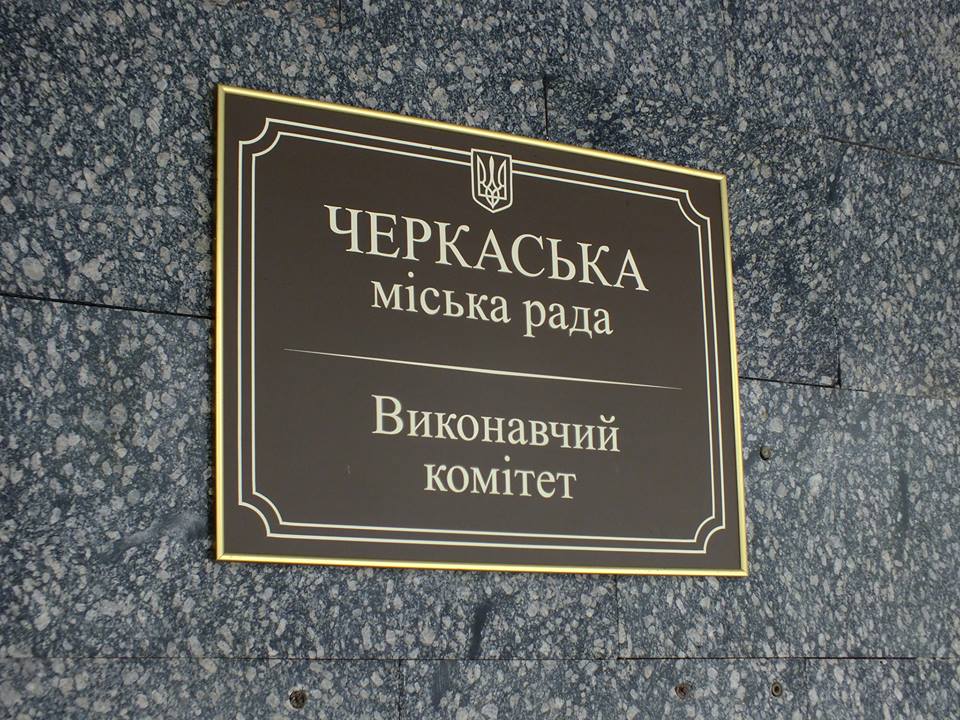 ЧЕРКАСЬКА
міська рада
Виконавчий
комітет